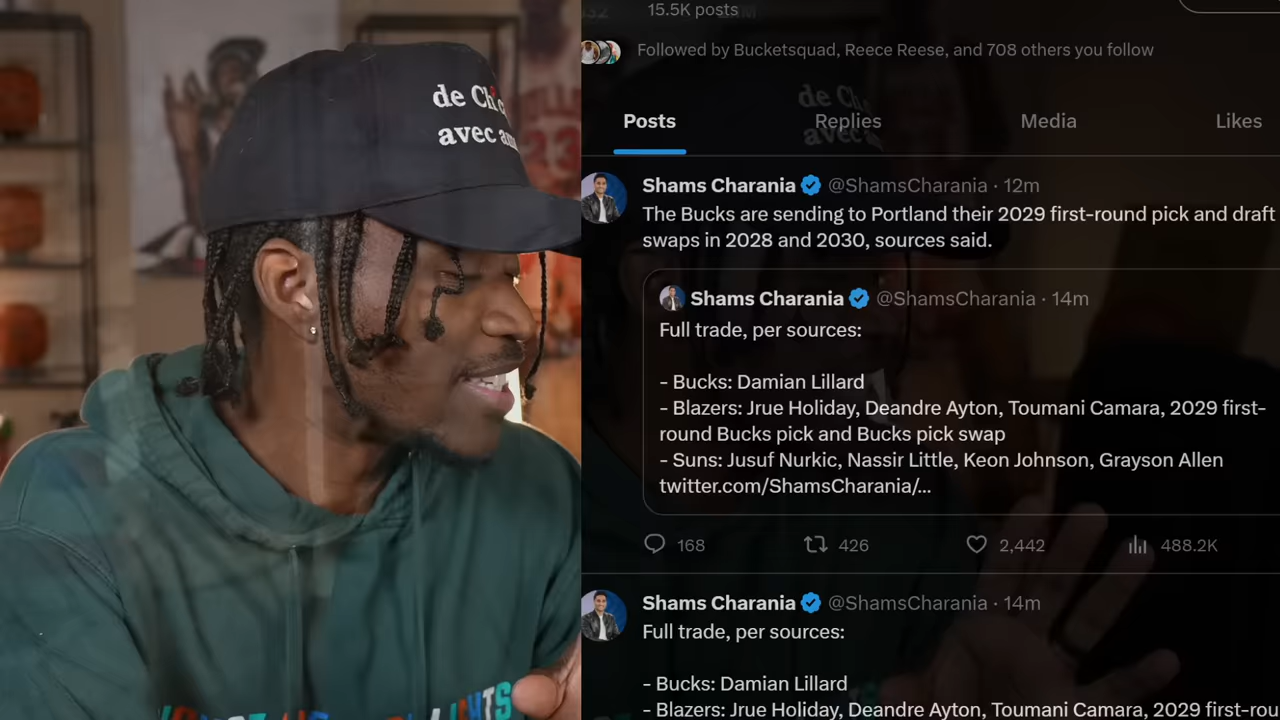 15.5K posts
Followed by Bucketsquad, Reece Reese, and 708 others you follow
Posts
Replies
Media
Likes
Shams Charania @ShamsCharania · 12m
The Bucks are sending to Portland their 2029 first-round pick and draft
swaps in 2028 and 2030, sources said.
Shams Charania @ShamsCharania · 14m
Full trade, per sources:
- Bucks: Damian Lillard
- Blazers: Jrue Holiday, Deandre Ayton, Toumani Camara, 2029 first-
round Bucks pick and Bucks pick swap
- Suns: Jusuf Nurkic, Nassir Little, Keon Johnson, Grayson Allen
twitter.com/ShamsCharania/...
168
426
2,442
488.2K
Shams Charania @ShamsCharania · 14m
Full trade, per sources:
- Bucks: Damian Lillard
- Blazers: Jrue Holiday, Deandre Ayton, Toumani Camara, 2029 first-rou
de Ch
avec
23